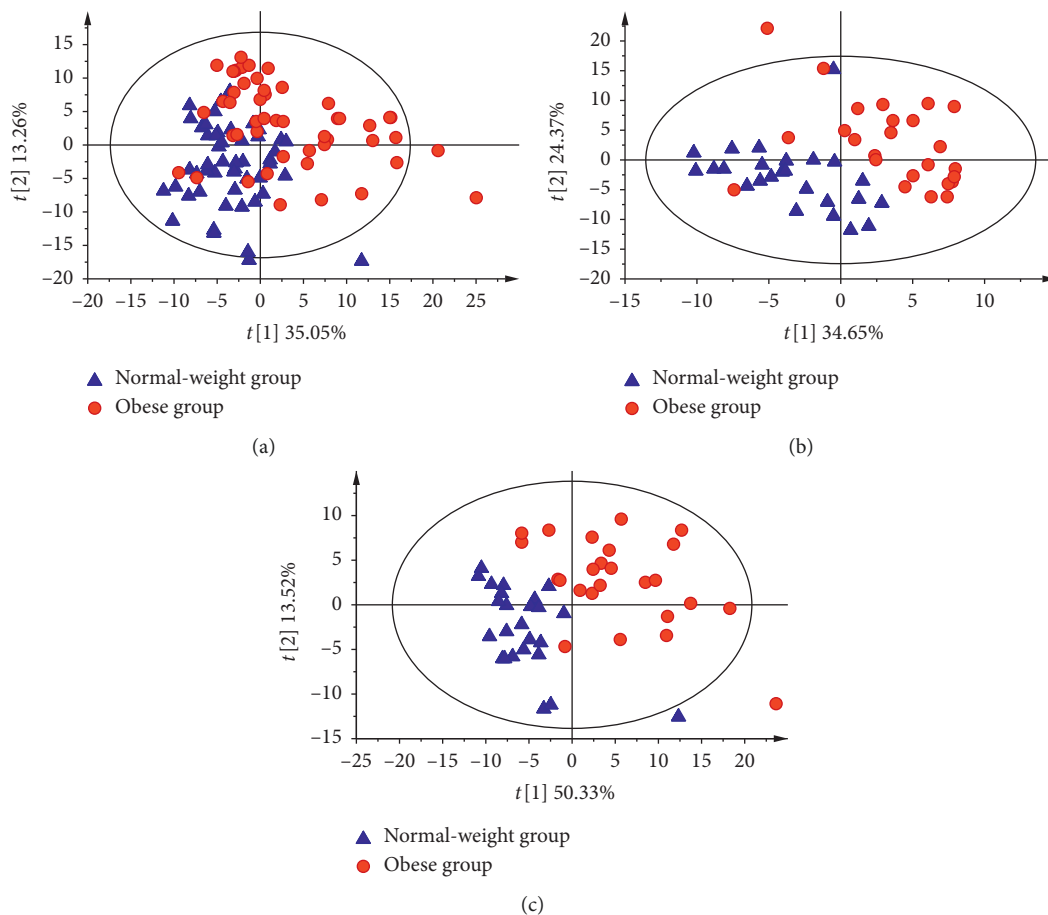 15
10
5
0
−5
−10
−15
−20
t [2] 13.26%
−20 −15 −10 −5 0 5 10 15 20 25
t [1] 35.05%
Normal-weight group
Obese group
(a)
20
15
10
5
0
−5
−10
−15
−20
t [2] 24.37%
−15 −10 −5 0 5 10
t [1] 34.65%
Normal-weight group
Obese group
(b)
10
5
0
−5
−10
−15
t [2] 13.52%
−25 −20 −15 −10 −5 0 5 10 15 20
t [1] 50.33%
Normal-weight group
Obese group
(c)